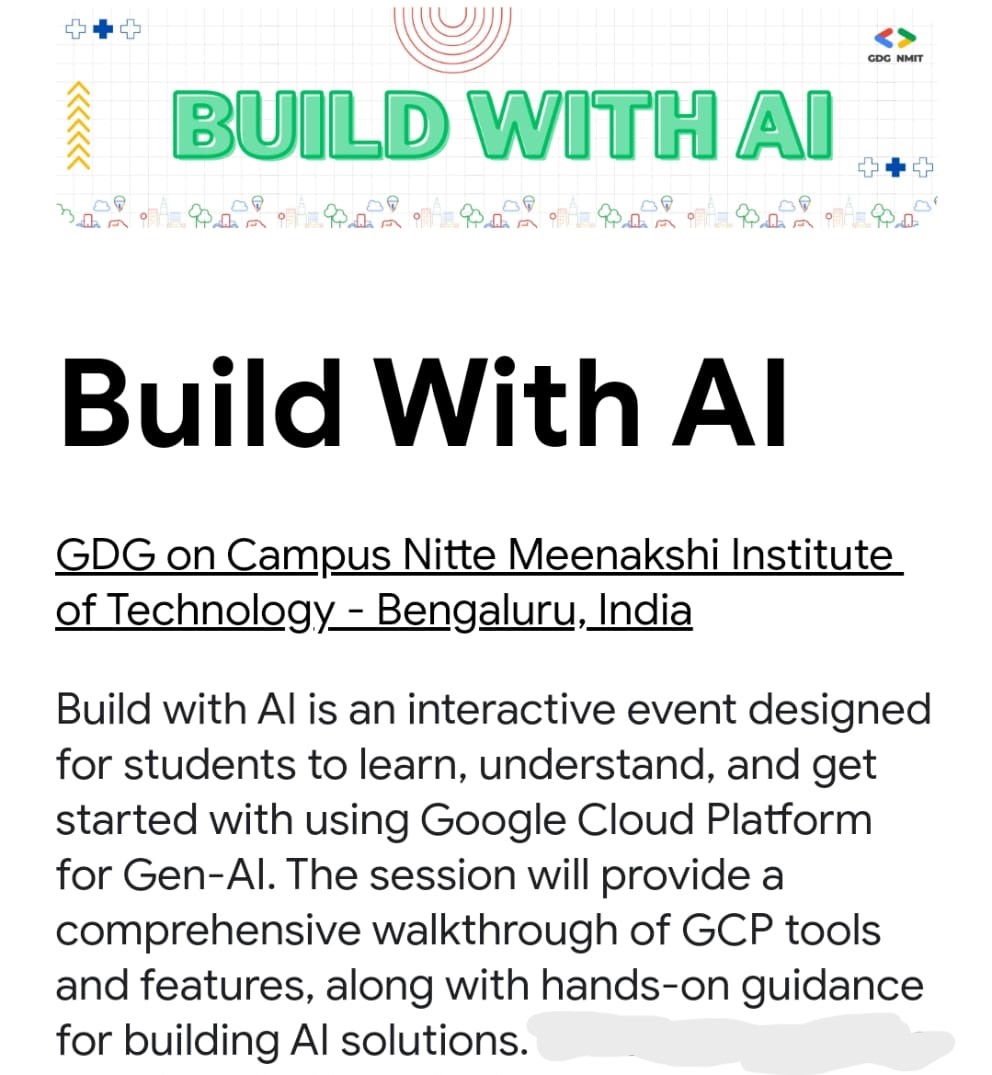 GDG NMIT
BUILD WITH AI
Build With AI
GDG on Campus Nitte Meenakshi Institute
of Technology - Bengaluru, India
Build with AI is an interactive event designed
for students to learn, understand, and get
started with using Google Cloud Platform
for Gen-AI. The session will provide a
comprehensive walkthrough of GCP tools
and features, along with hands-on guidance
for building AI solutions.